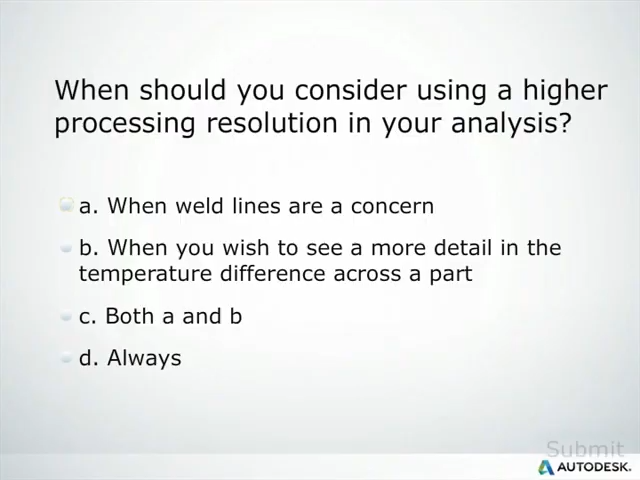 When should you consider using a higher
processing resolution in your analysis?
a. When weld lines are a concern
b. When you wish to see a more detail in the
temperature difference across a part
c. Both a and b
d. Always
Submit
AUTODESK.